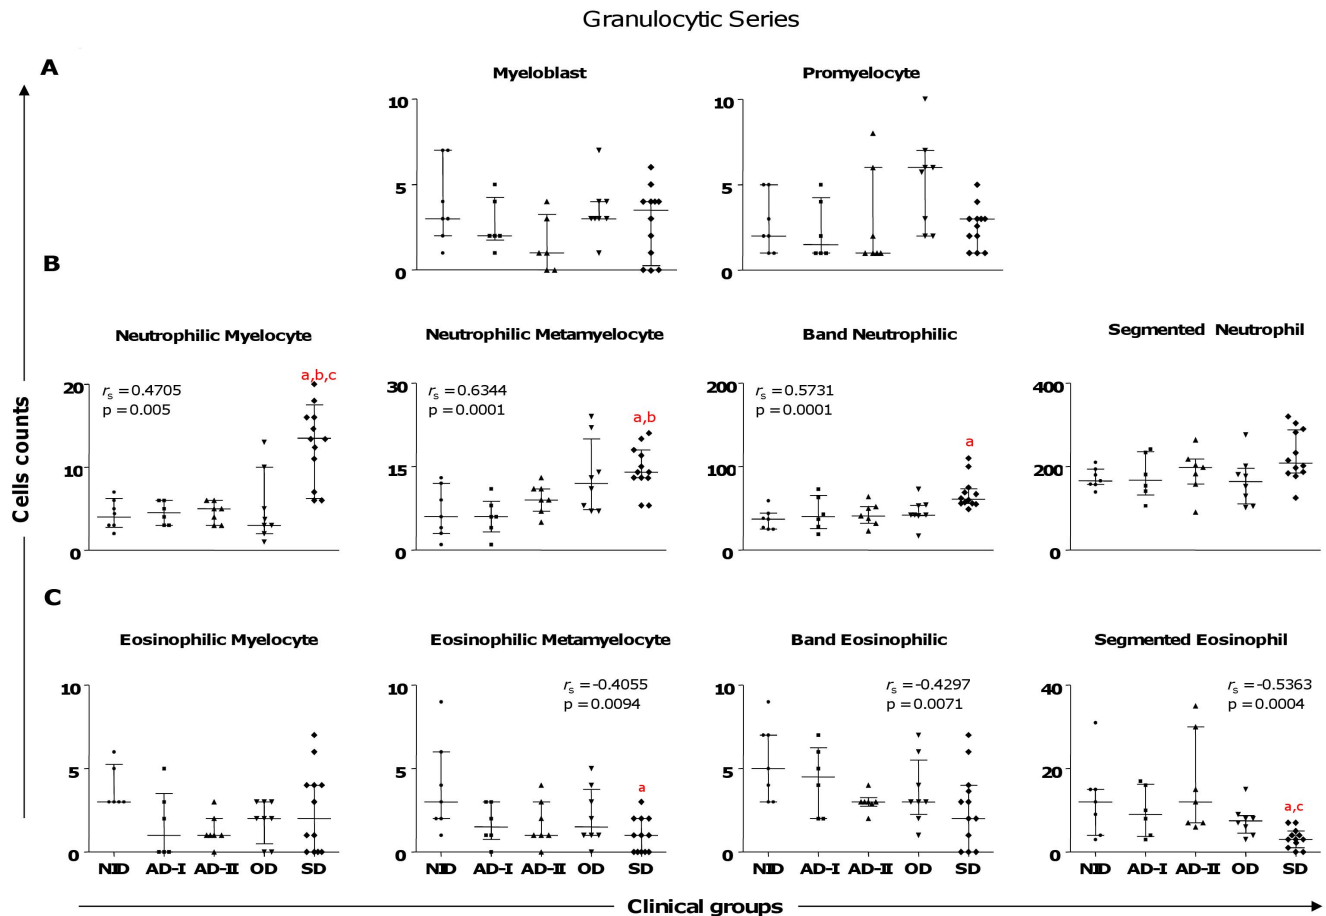 Granulocytic Series
A
Myeloblast
Promyelocyte
10
5
0
10
5
0
B
Neutrophilic Myelocyte
Neutrophilic Metamyelocyte
Band Neutrophilic
Segmented Neutrophil
20
10
0
rs =0.4705
p =0.005
a,b,c
30
15
0
rs =0.6344
p =0.0001
a,b
200
100
0
rs =0.5731
p =0.0001
a
400
200
0
Cells counts
C
Eosinophilic Myelocyte
Eosinophilic Metamyelocyte
Band Eosinophilic
Segmented Eosinophil
10
5
0
NID AD-I AD-II OD SD
10
5
0
rs =-0.4055
p =0.0094
a
NID AD-I AD-II OD SD
10
5
0
rs =-0.4297
p =0.0071
NID AD-I AD-II OD SD
40
20
0
rs =-0.5363
p =0.0004
a,c
NID AD-I AD-II OD SD
Clinical groups